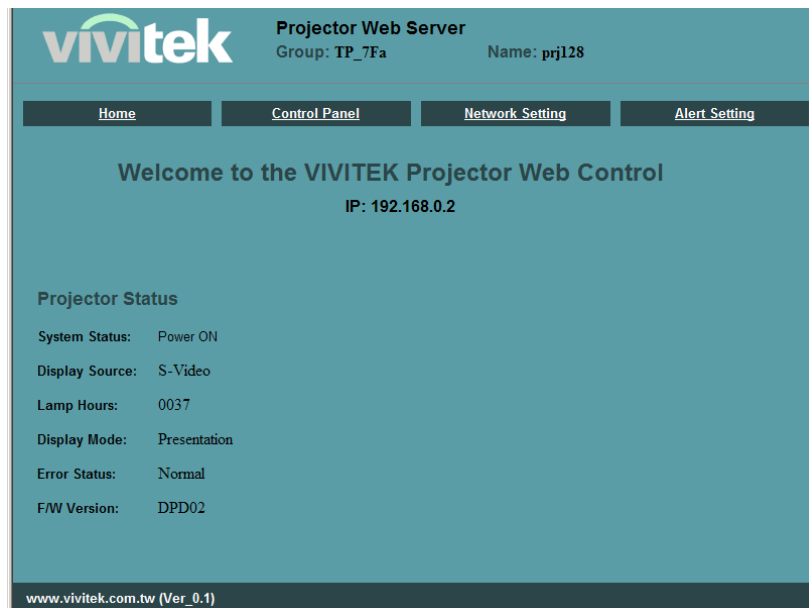 vivitek
Projector Web Server
Group: TP_7Fa Name: prj128
Home Control Panel Network Setting Alert Setting
Welcome to the VIVITEK Projector Web Control
IP: 192.168.0.2
Projector Status
System Status: Power ON
Display Source: S-Video
Lamp Hours: 0037
Display Mode: Presentation
Error Status: Normal
F/W Version: DPD02
www.vivitek.com.tw (Ver_0.1)